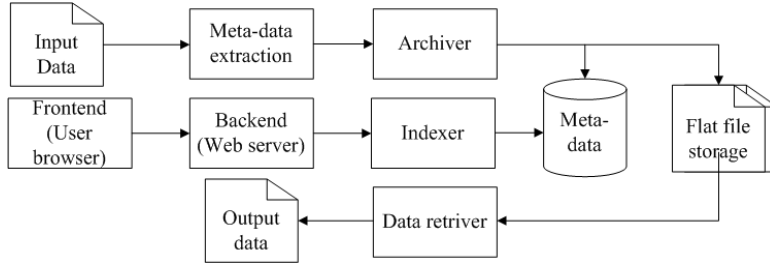 Input
Data
Meta-data
extraction
Archiver
Frontend
(User
browser)
Backend
(Web server)
Indexer
Meta-
data
Flat file
storage
Output
data
Data retriver